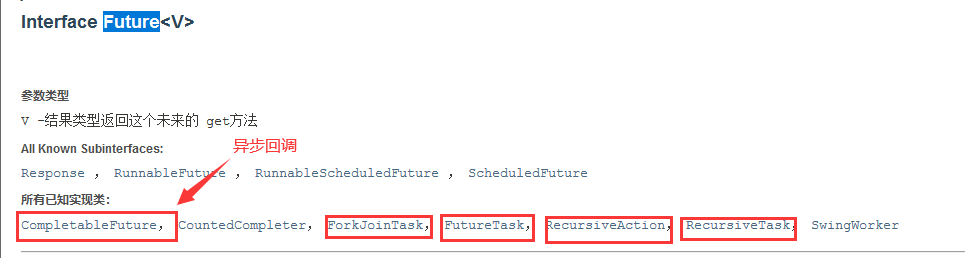 Interface Future<V>
参数类型
V -结果类型返回这个未来的 get方法
All Known Subinterfaces:
异步回调
Response , RunnableFuture , RunnableScheduledFuture , ScheduledFuture
所有已知实现类:
CompletableFuture, CountedCompleter, ForkJoinTask, FutureTask, RecursiveAction, RecursiveTask, SwingWorker